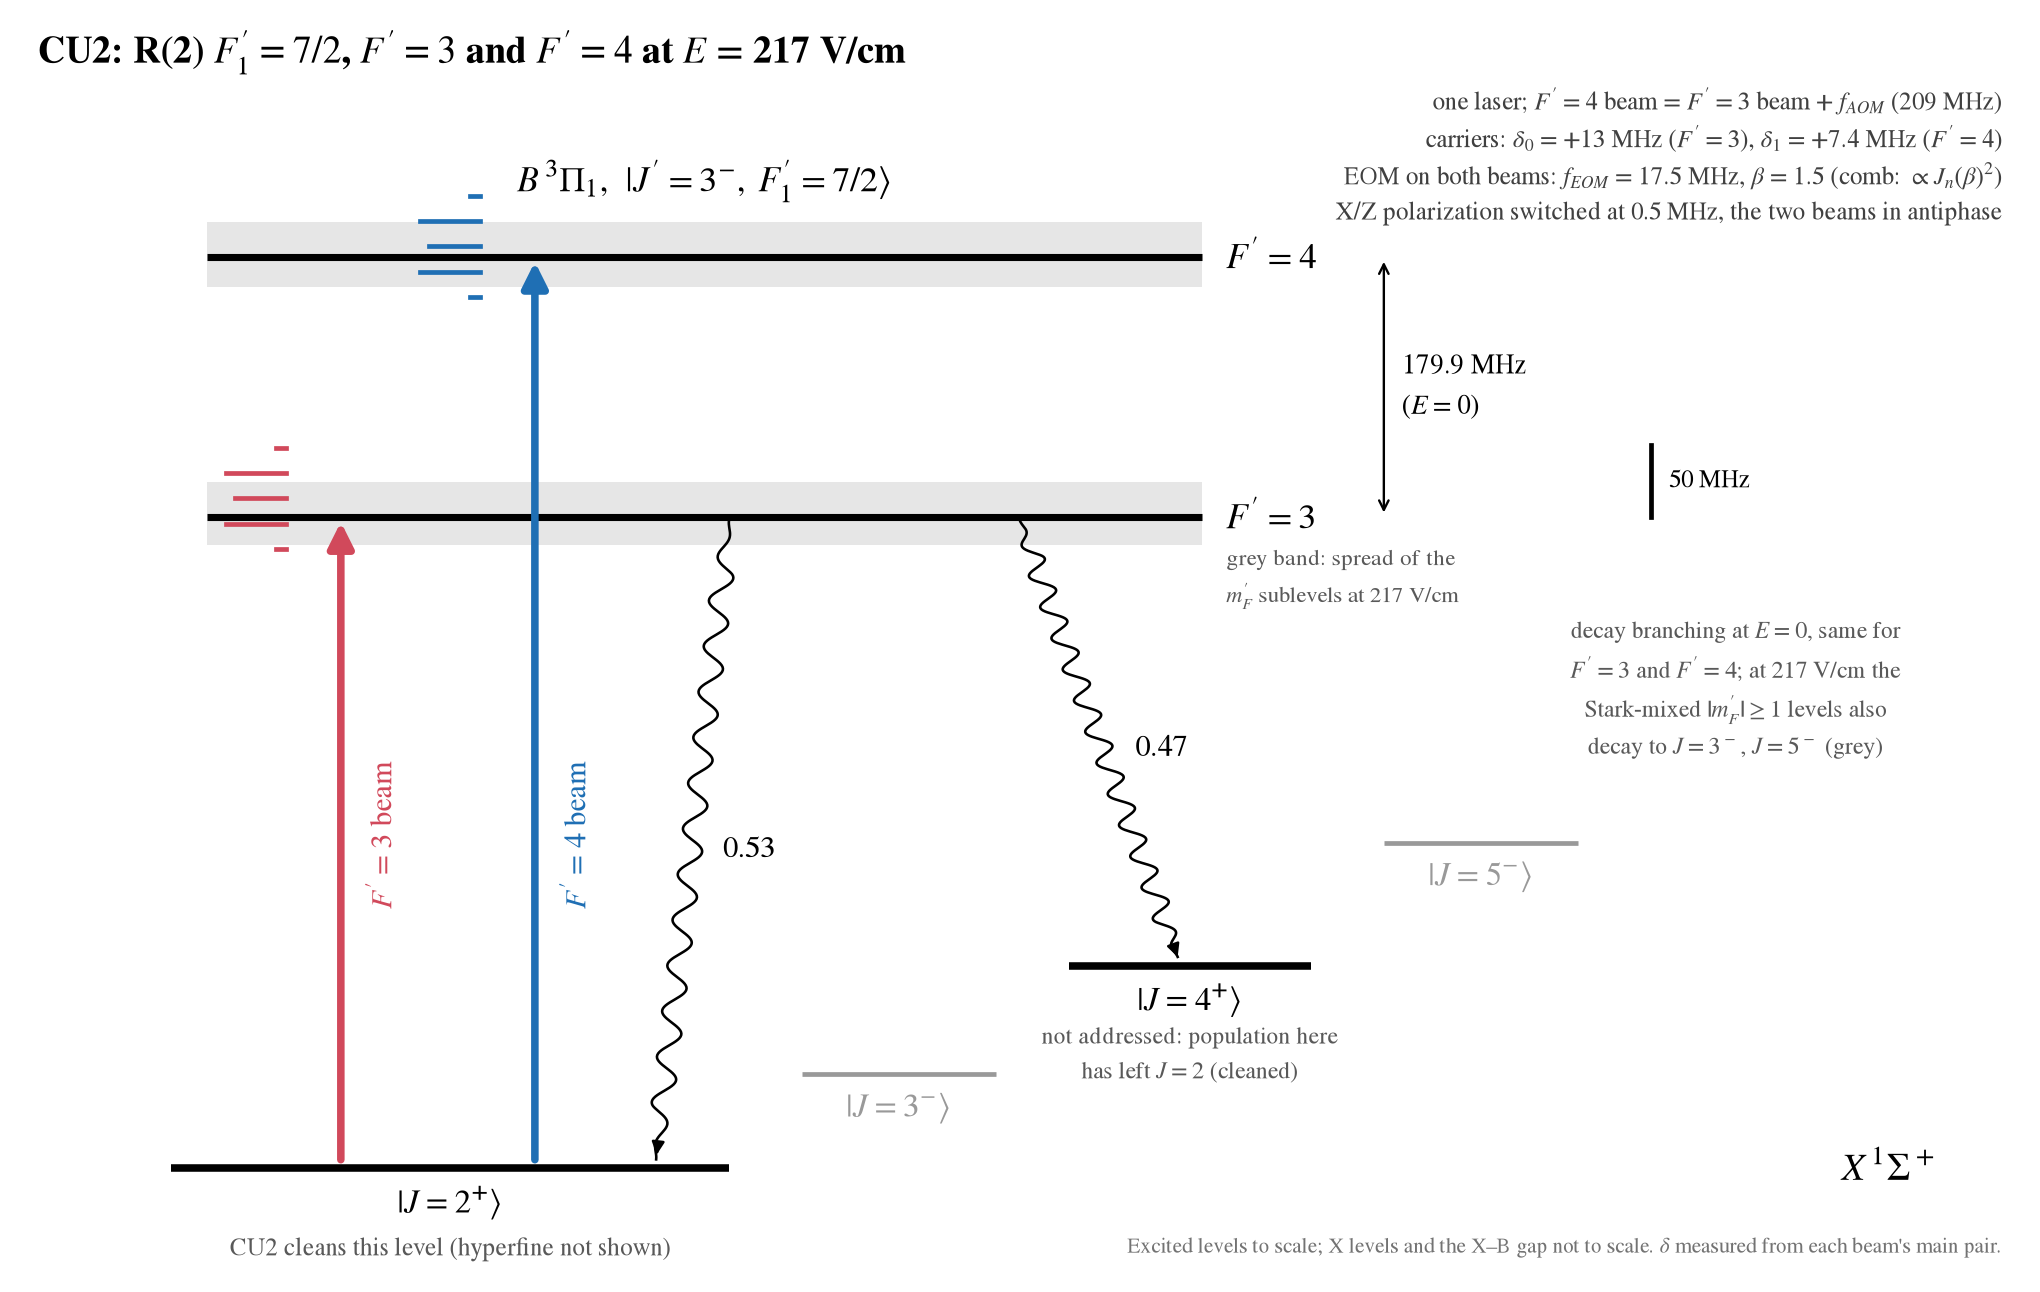 CU2: R(2) F₁′ = 7/2, F′ = 3 and F′ = 4 at E = 217 V/cm
one laser; F′ = 4 beam = F′ = 3 beam + f_AOM (209 MHz)
carriers: δ₀ = +13 MHz (F′ = 3), δ₁ = +7.4 MHz (F′ = 4)
EOM on both beams: f_EOM = 17.5 MHz, β = 1.5 (comb: ∝ Jₙ(β)²)
X/Z polarization switched at 0.5 MHz, the two beams in antiphase
B ³Π₁, |J′ = 3⁻, F₁′ = 7/2⟩
F′ = 4
179.9 MHz
(E = 0)
50 MHz
F′ = 3
grey band: spread of the
m_F′ sublevels at 217 V/cm
decay branching at E = 0, same for
F′ = 3 and F′ = 4; at 217 V/cm the
Stark-mixed |m_F′| ≥ 1 levels also
decay to J = 3⁻, J = 5⁻ (grey)
F′ = 3 beam
F′ = 4 beam
0.53
0.47
|J = 5⁻⟩
|J = 4⁺⟩
not addressed: population here
has left J = 2 (cleaned)
|J = 3⁻⟩
X ¹Σ⁺
|J = 2⁺⟩
CU2 cleans this level (hyperfine not shown)
Excited levels to scale; X levels and the X–B gap not to scale. δ measured from each beam's main pair.